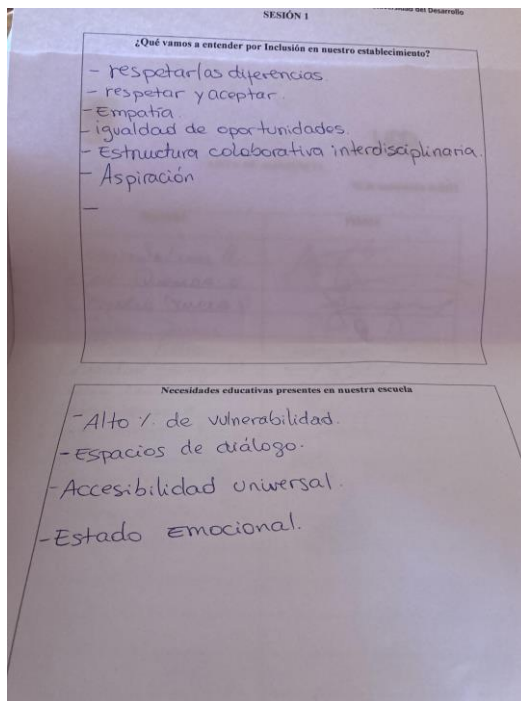 del Desarrollo
SESIÓN 1
¿Qué vamos a entender por Inclusión en nuestro establecimiento?
- respetar las diferencias
- respetar y aceptar.
- Empatía
- igualdad de oportunidades.
- Estructura colaborativa interdisciplinaria.
- Aspiración
-
Necesidades educativas presentes en nuestra escuela
- Alto % de vulnerabilidad.
- Espacios de diálogo.
- Accesibilidad universal.
- Estado Emocional.